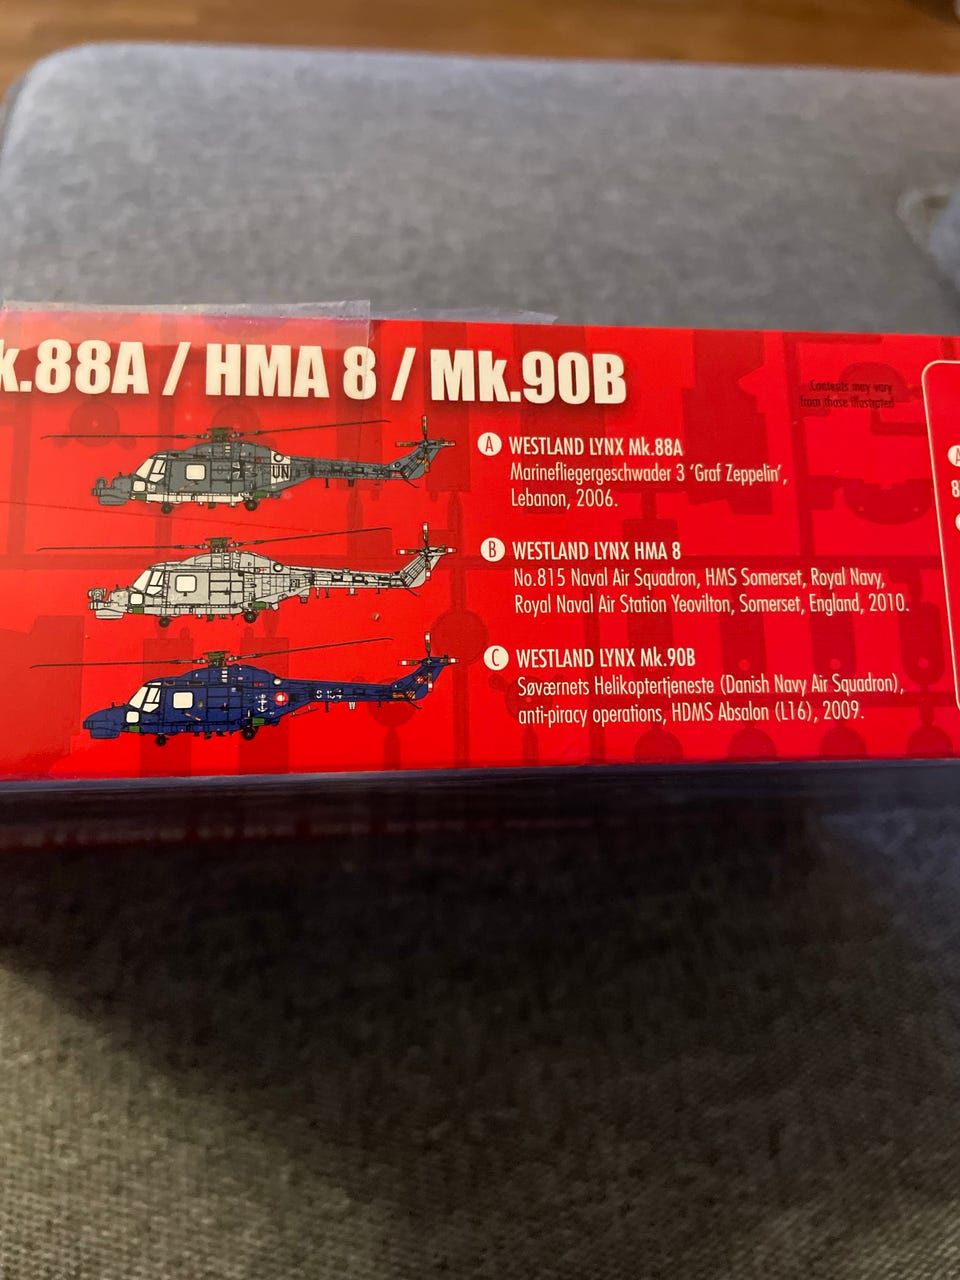 k.88A / HMA 8 / Mk.90B
Contents may vary
from those illustrated
A WESTLAND LYNX Mk.88A
Marinefliegergeschwader 3 ‘Graf Zeppelin’,
Lebanon, 2006.
B WESTLAND LYNX HMA 8
No.815 Naval Air Squadron, HMS Somerset, Royal Navy,
Royal Naval Air Station Yeovilton, Somerset, England, 2010.
C WESTLAND LYNX Mk.90B
Søværnets Helikoptertjeneste (Danish Navy Air Squadron),
anti-piracy operations, HDMS Absalon (L16), 2009.
UN
A
8